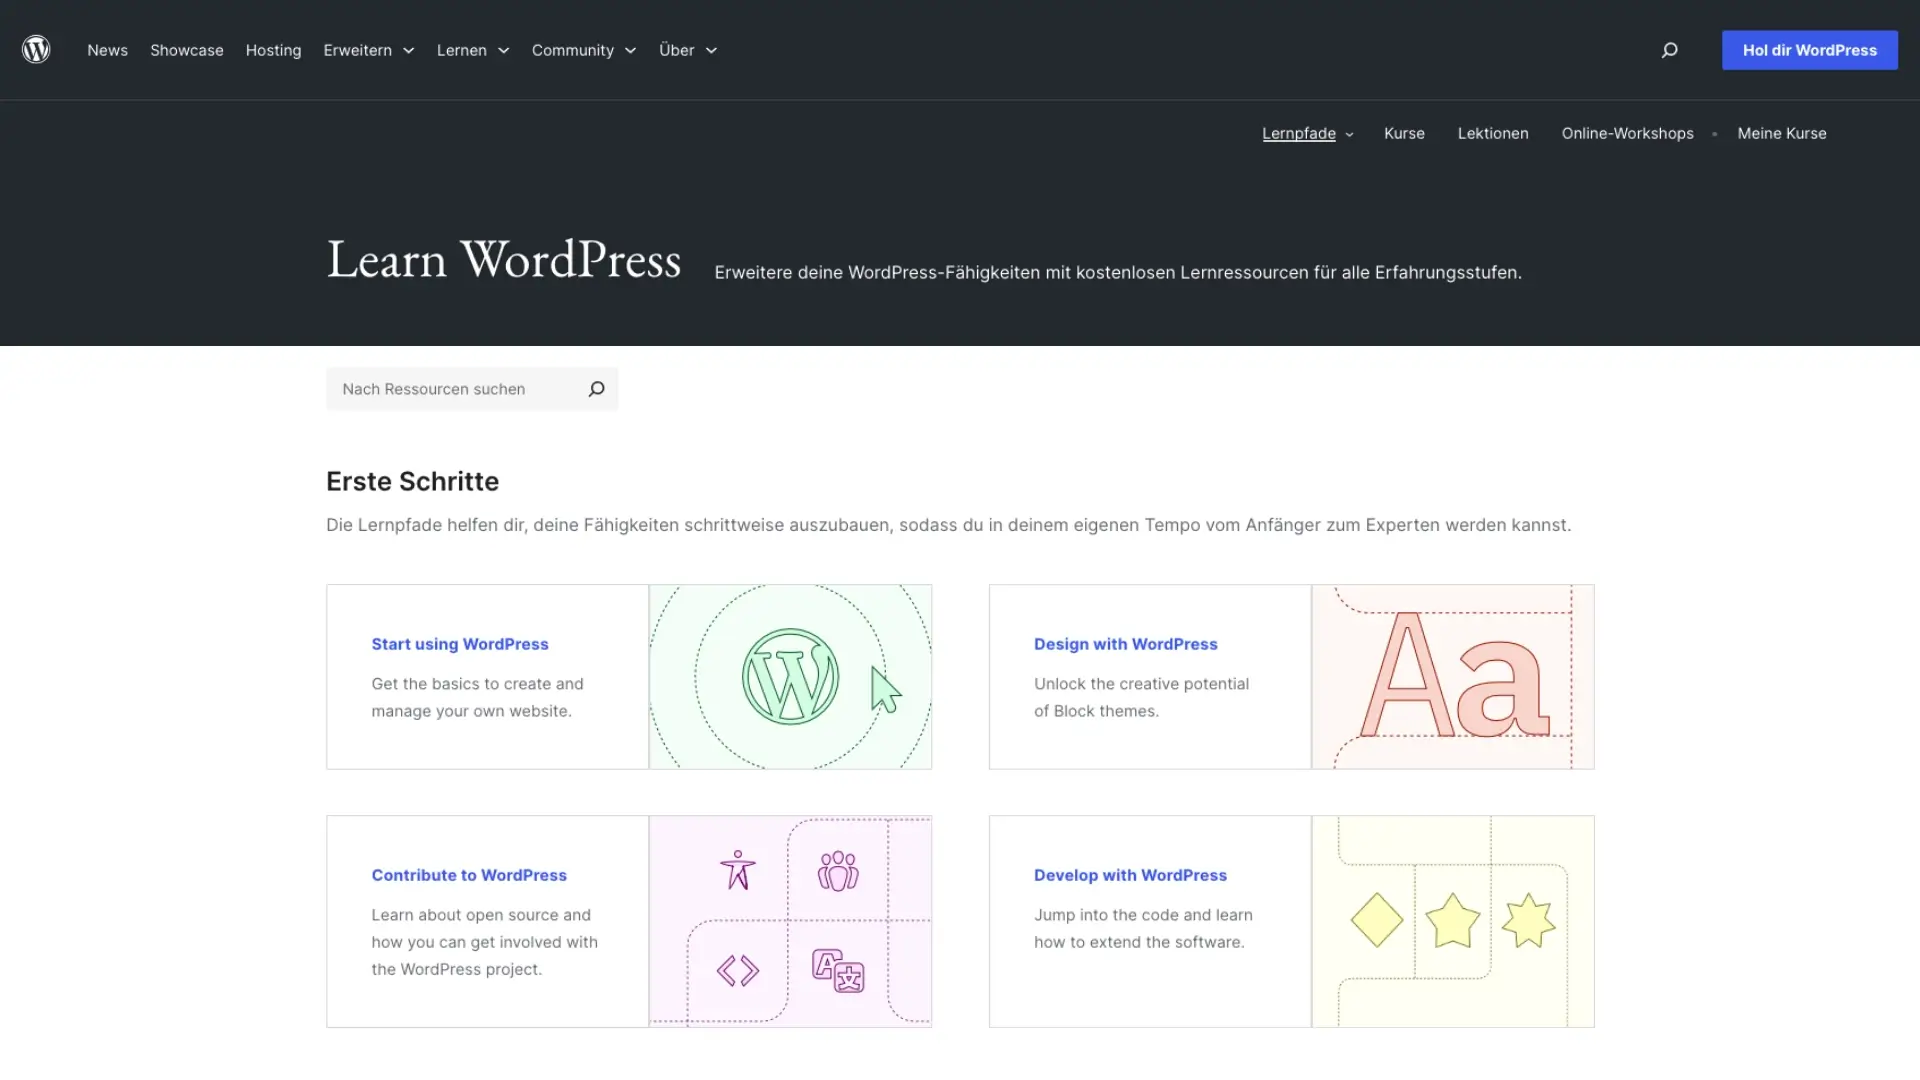 News Showcase Hosting Erweitern Lernen Community Über Hol dir WordPress
Lernpfade Kurse Lektionen Online-Workshops Meine Kurse
Learn WordPress Erweitere deine WordPress-Fähigkeiten mit kostenlosen Lernressourcen für alle Erfahrungsstufen.
Nach Ressourcen suchen
Erste Schritte
Die Lernpfade helfen dir, deine Fähigkeiten schrittweise auszubauen, sodass du in deinem eigenen Tempo vom Anfänger zum Experten werden kannst.
Start using WordPress
Get the basics to create and
manage your own website.
Design with WordPress
Unlock the creative potential
of Block themes.
Aa
Contribute to WordPress
Learn about open source and
how you can get involved with
the WordPress project.
Develop with WordPress
Jump into the code and learn
how to extend the software.